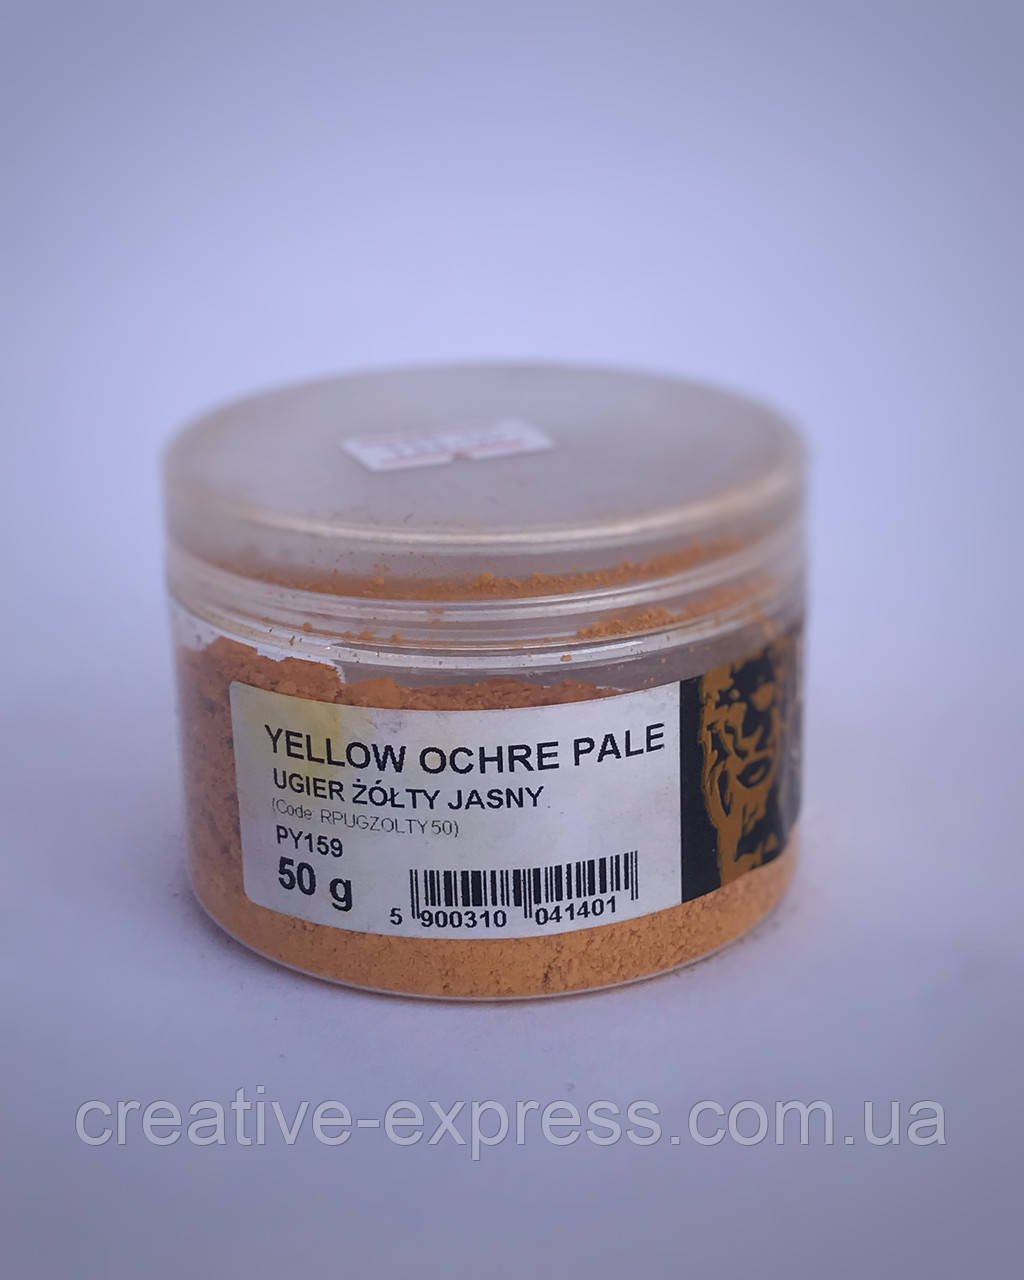 YELLOW OCHRE PALE
UGIER ŻÓŁTY JASNY
(Code: RPUGZOLTY50)
PY159
50 g
5 900310 041401
creative-express.com.ua